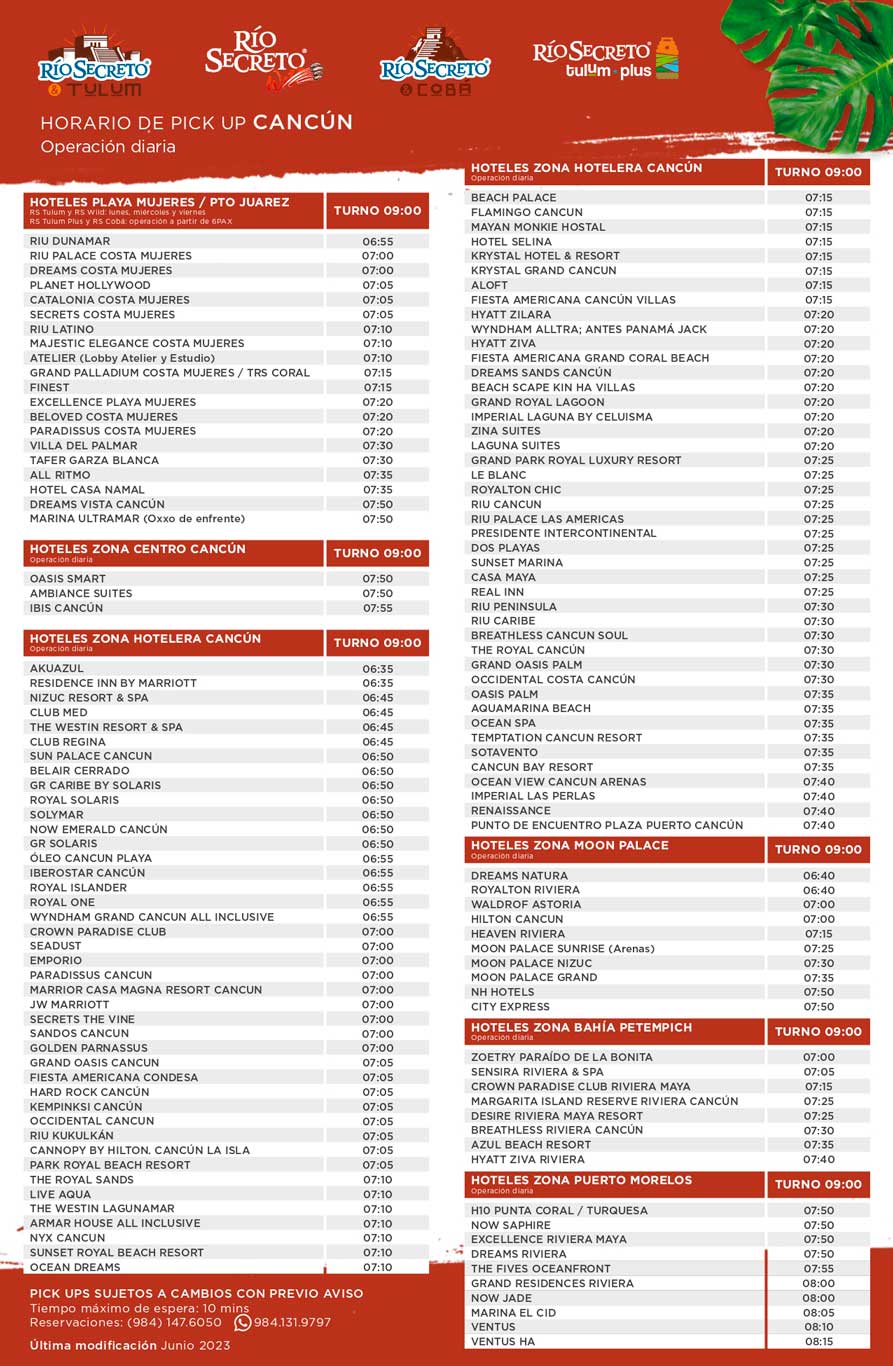 RÍO SECRETO
& TULUM
RÍO
SECRETO
RÍO SECRETO
& COBÁ
RÍO SECRETO
tulum·plus
HORARIO DE PICK UP CANCÚN
Operación diaria
HOTELES PLAYA MUJERES / PTO JUAREZ TURNO 09:00
RS Tulum y RS Wild: lunes, miércoles y viernes
RS Tulum Plus y RS Cobá: operación a partir de 6PAX
RIU DUNAMAR 06:55
RIU PALACE COSTA MUJERES 07:00
DREAMS COSTA MUJERES 07:00
PLANET HOLLYWOOD 07:05
CATALONIA COSTA MUJERES 07:05
SECRETS COSTA MUJERES 07:05
RIU LATINO 07:10
MAJESTIC ELEGANCE COSTA MUJERES 07:10
ATELIER (Lobby Atelier y Estudio) 07:10
GRAND PALLADIUM COSTA MUJERES / TRS CORAL 07:15
FINEST 07:15
EXCELLENCE PLAYA MUJERES 07:20
BELOVED COSTA MUJERES 07:20
PARADISSUS COSTA MUJERES 07:20
VILLA DEL PALMAR 07:30
TAFER GARZA BLANCA 07:30
ALL RITMO 07:35
HOTEL CASA NAMAL 07:35
DREAMS VISTA CANCÚN 07:50
MARINA ULTRAMAR (Oxxo de enfrente) 07:50
HOTELES ZONA CENTRO CANCÚN TURNO 09:00
Operación diaria
OASIS SMART 07:50
AMBIANCE SUITES 07:50
IBIS CANCÚN 07:55
HOTELES ZONA HOTELERA CANCÚN TURNO 09:00
Operación diaria
AKUAZUL 06:35
RESIDENCE INN BY MARRIOTT 06:35
NIZUC RESORT & SPA 06:45
CLUB MED 06:45
THE WESTIN RESORT & SPA 06:45
CLUB REGINA 06:45
SUN PALACE CANCUN 06:50
BELAIR CERRADO 06:50
GR CARIBE BY SOLARIS 06:50
ROYAL SOLARIS 06:50
SOLYMAR 06:50
NOW EMERALD CANCÚN 06:50
GR SOLARIS 06:50
ÓLEO CANCUN PLAYA 06:55
IBEROSTAR CANCÚN 06:55
ROYAL ISLANDER 06:55
ROYAL ONE 06:55
WYNDHAM GRAND CANCUN ALL INCLUSIVE 06:55
CROWN PARADISE CLUB 07:00
SEADUST 07:00
EMPORIO 07:00
PARADISSUS CANCUN 07:00
MARRIOR CASA MAGNA RESORT CANCUN 07:00
JW MARRIOTT 07:00
SECRETS THE VINE 07:00
SANDOS CANCUN 07:00
GOLDEN PARNASSUS 07:00
GRAND OASIS CANCUN 07:05
FIESTA AMERICANA CONDESA 07:05
HARD ROCK CANCÚN 07:05
KEMPINKSI CANCÚN 07:05
OCCIDENTAL CANCUN 07:05
RIU KUKULKÁN 07:05
CANNOPY BY HILTON. CANCÚN LA ISLA 07:05
PARK ROYAL BEACH RESORT 07:05
THE ROYAL SANDS 07:10
LIVE AQUA 07:10
THE WESTIN LAGUNAMAR 07:10
ARMAR HOUSE ALL INCLUSIVE 07:10
NYX CANCUN 07:10
SUNSET ROYAL BEACH RESORT 07:10
OCEAN DREAMS 07:10
PICK UPS SUJETOS A CAMBIOS CON PREVIO AVISO
Tiempo máximo de espera: 10 mins
Reservaciones: (984) 147.6050 984.131.9797
Última modificación Junio 2023
HOTELES ZONA HOTELERA CANCÚN TURNO 09:00
Operación diaria
BEACH PALACE 07:15
FLAMINGO CANCUN 07:15
MAYAN MONKIE HOSTAL 07:15
HOTEL SELINA 07:15
KRYSTAL HOTEL & RESORT 07:15
KRYSTAL GRAND CANCUN 07:15
ALOFT 07:15
FIESTA AMERICANA CANCÚN VILLAS 07:15
HYATT ZILARA 07:20
WYNDHAM ALLTRA; ANTES PANAMÁ JACK 07:20
HYATT ZIVA 07:20
FIESTA AMERICANA GRAND CORAL BEACH 07:20
DREAMS SANDS CANCÚN 07:20
BEACH SCAPE KIN HA VILLAS 07:20
GRAND ROYAL LAGOON 07:20
IMPERIAL LAGUNA BY CELUISMA 07:20
ZINA SUITES 07:20
LAGUNA SUITES 07:20
GRAND PARK ROYAL LUXURY RESORT 07:25
LE BLANC 07:25
ROYALTON CHIC 07:25
RIU CANCUN 07:25
RIU PALACE LAS AMERICAS 07:25
PRESIDENTE INTERCONTINENTAL 07:25
DOS PLAYAS 07:25
SUNSET MARINA 07:25
CASA MAYA 07:25
REAL INN 07:25
RIU PENINSULA 07:30
RIU CARIBE 07:30
BREATHLESS CANCUN SOUL 07:30
THE ROYAL CANCÚN 07:30
GRAND OASIS PALM 07:30
OCCIDENTAL COSTA CANCÚN 07:30
OASIS PALM 07:35
AQUAMARINA BEACH 07:35
OCEAN SPA 07:35
TEMPTATION CANCUN RESORT 07:35
SOTAVENTO 07:35
CANCUN BAY RESORT 07:35
OCEAN VIEW CANCUN ARENAS 07:40
IMPERIAL LAS PERLAS 07:40
RENAISSANCE 07:40
PUNTO DE ENCUENTRO PLAZA PUERTO CANCÚN 07:40
HOTELES ZONA MOON PALACE TURNO 09:00
Operación diaria
DREAMS NATURA 06:40
ROYALTON RIVIERA 06:40
WALDROF ASTORIA 07:00
HILTON CANCUN 07:00
HEAVEN RIVIERA 07:15
MOON PALACE SUNRISE (Arenas) 07:25
MOON PALACE NIZUC 07:30
MOON PALACE GRAND 07:35
NH HOTELS 07:50
CITY EXPRESS 07:50
HOTELES ZONA BAHÍA PETEMPICH TURNO 09:00
Operación diaria
ZOETRY PARAÍDO DE LA BONITA 07:00
SENSIRA RIVIERA & SPA 07:05
CROWN PARADISE CLUB RIVIERA MAYA 07:15
MARGARITA ISLAND RESERVE RIVIERA CANCÚN 07:25
DESIRE RIVIERA MAYA RESORT 07:25
BREATHLESS RIVIERA CANCÚN 07:30
AZUL BEACH RESORT 07:35
HYATT ZIVA RIVIERA 07:40
HOTELES ZONA PUERTO MORELOS TURNO 09:00
Operación diaria
H10 PUNTA CORAL / TURQUESA 07:50
NOW SAPHIRE 07:50
EXCELLENCE RIVIERA MAYA 07:50
DREAMS RIVIERA 07:50
THE FIVES OCEANFRONT 07:55
GRAND RESIDENCES RIVIERA 08:00
NOW JADE 08:00
MARINA EL CID 08:05
VENTUS 08:10
VENTUS HA 08:15